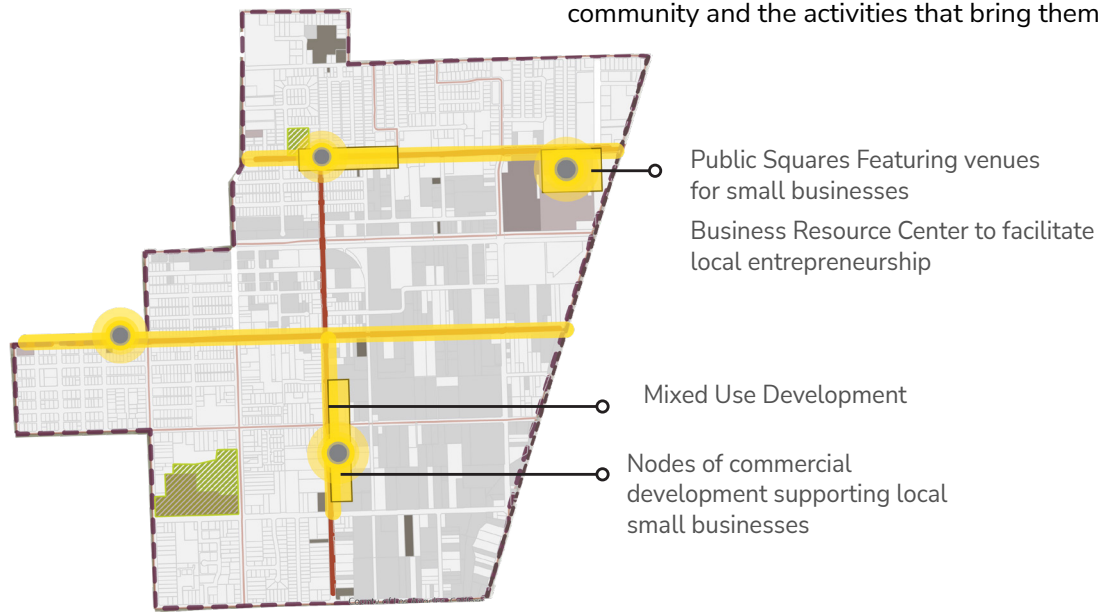 community and the activities that bring them
Public Squares Featuring venues
for small businesses
Business Resource Center to facilitate
local entrepreneurship
Mixed Use Development
Nodes of commercial
development supporting local
small businesses